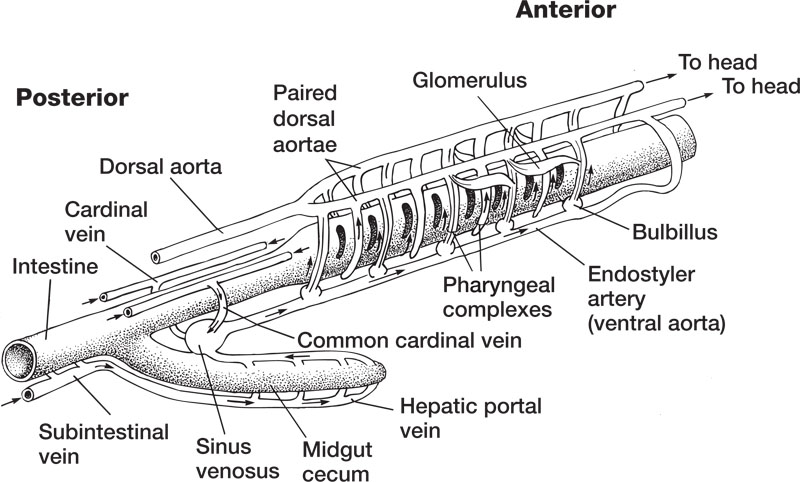 Anterior
To head
To head
Glomerulus
Posterior
Paired
dorsal
aortae
Dorsal aorta
Cardinal
vein
Intestine
Bulbillus
Pharyngeal
complexes
Endostyler
artery
(ventral aorta)
Common cardinal vein
Hepatic portal
vein
Subintestinal
vein
Sinus
venosus
Midgut
cecum